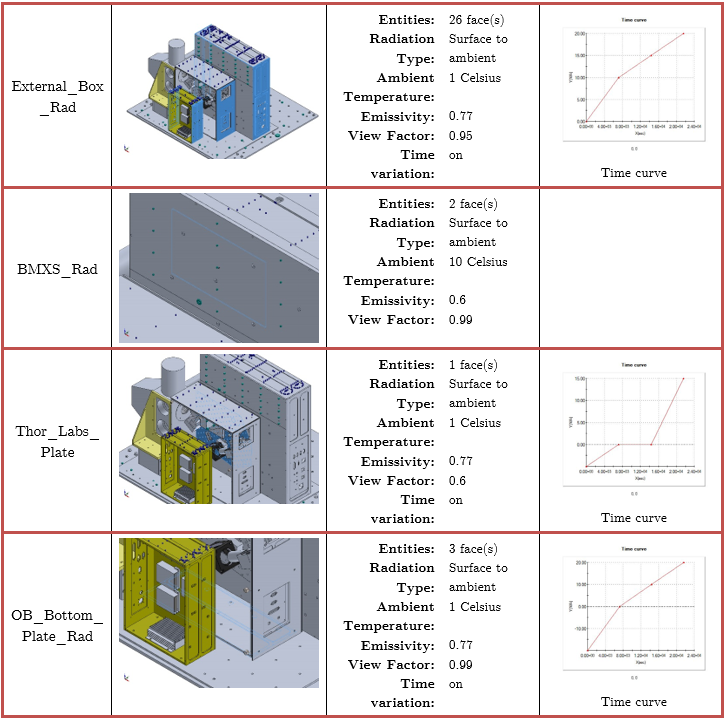 External_Box
_Rad
Entities: 26 face(s)
Radiation Surface to
Type: ambient
Ambient 1 Celsius
Temperature:
Emissivity: 0.77
View Factor: 0.95
Time on
variation:
Time curve
20.00
15.00
10.00
5.00
0.00
0.00E+00 4.00E+03 8.00E+03 1.20E+04 1.60E+04 2.00E+04 2.40E+04
Time curve
BMXS_Rad
Entities: 2 face(s)
Radiation Surface to
Type: ambient
Ambient 10 Celsius
Temperature:
Emissivity: 0.6
View Factor: 0.99
Thor_Labs_
Plate
Entities: 1 face(s)
Radiation Surface to
Type: ambient
Ambient 1 Celsius
Temperature:
Emissivity: 0.77
View Factor: 0.6
Time on
variation:
Time curve
15.00
10.00
5.00
0.00
0.00E+00 4.00E+03 8.00E+03 1.20E+04 1.60E+04 2.00E+04 2.40E+04
Time curve
OB_Bottom_
Plate_Rad
Entities: 3 face(s)
Radiation Surface to
Type: ambient
Ambient 1 Celsius
Temperature:
Emissivity: 0.77
View Factor: 0.99
Time on
variation:
Time curve
20.00
10.00
0.00
-10.00
0.00E+00 4.00E+03 8.00E+03 1.20E+04 1.60E+04 2.00E+04 2.40E+04
Time curve